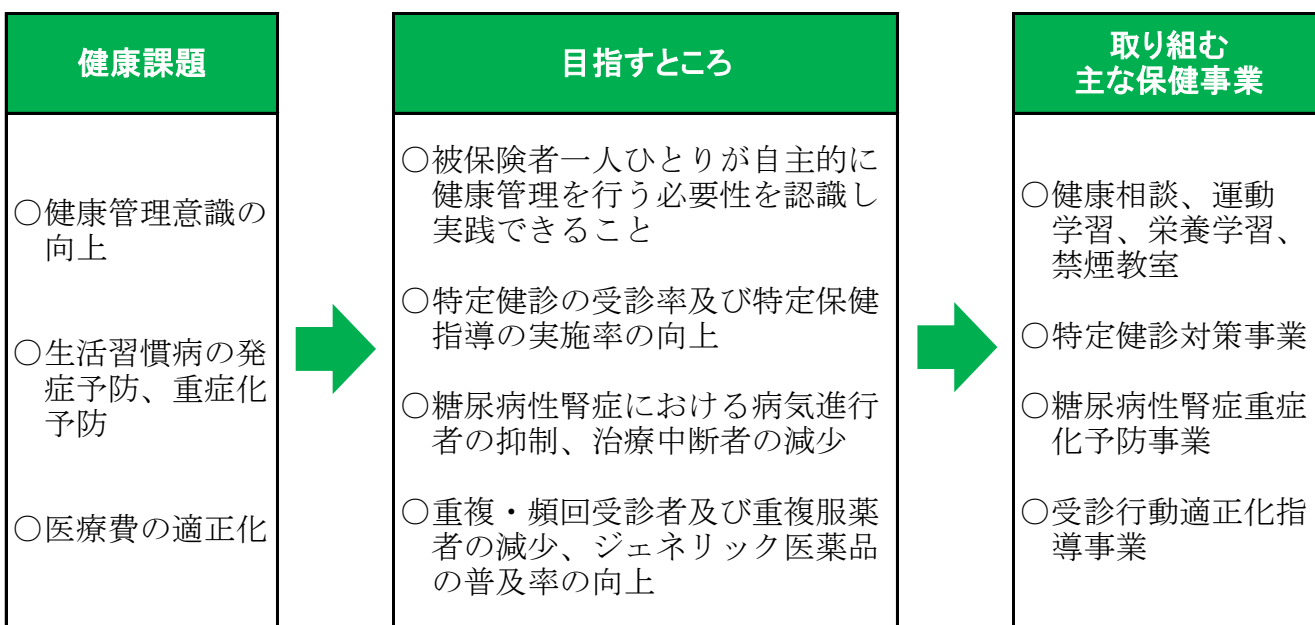 健康課題
○健康管理意識の
向上
○生活習慣病の発
症予防、重症化
予防
○医療費の適正化
目指すところ
○被保険者一人ひとりが自主的に
健康管理を行う必要性を認識し
実践できること
○特定健診の受診率及び特定保健
指導の実施率の向上
○糖尿病性腎症における病気進行
者の抑制、治療中断者の減少
○重複・頻回受診者及び重複服薬
者の減少、ジェネリック医薬品
の普及率の向上
取り組む
主な保健事業
○健康相談、運動
学習、栄養学習、
禁煙教室
○特定健診対策事業
○糖尿病性腎症重症
化予防事業
○受診行動適正化指
導事業